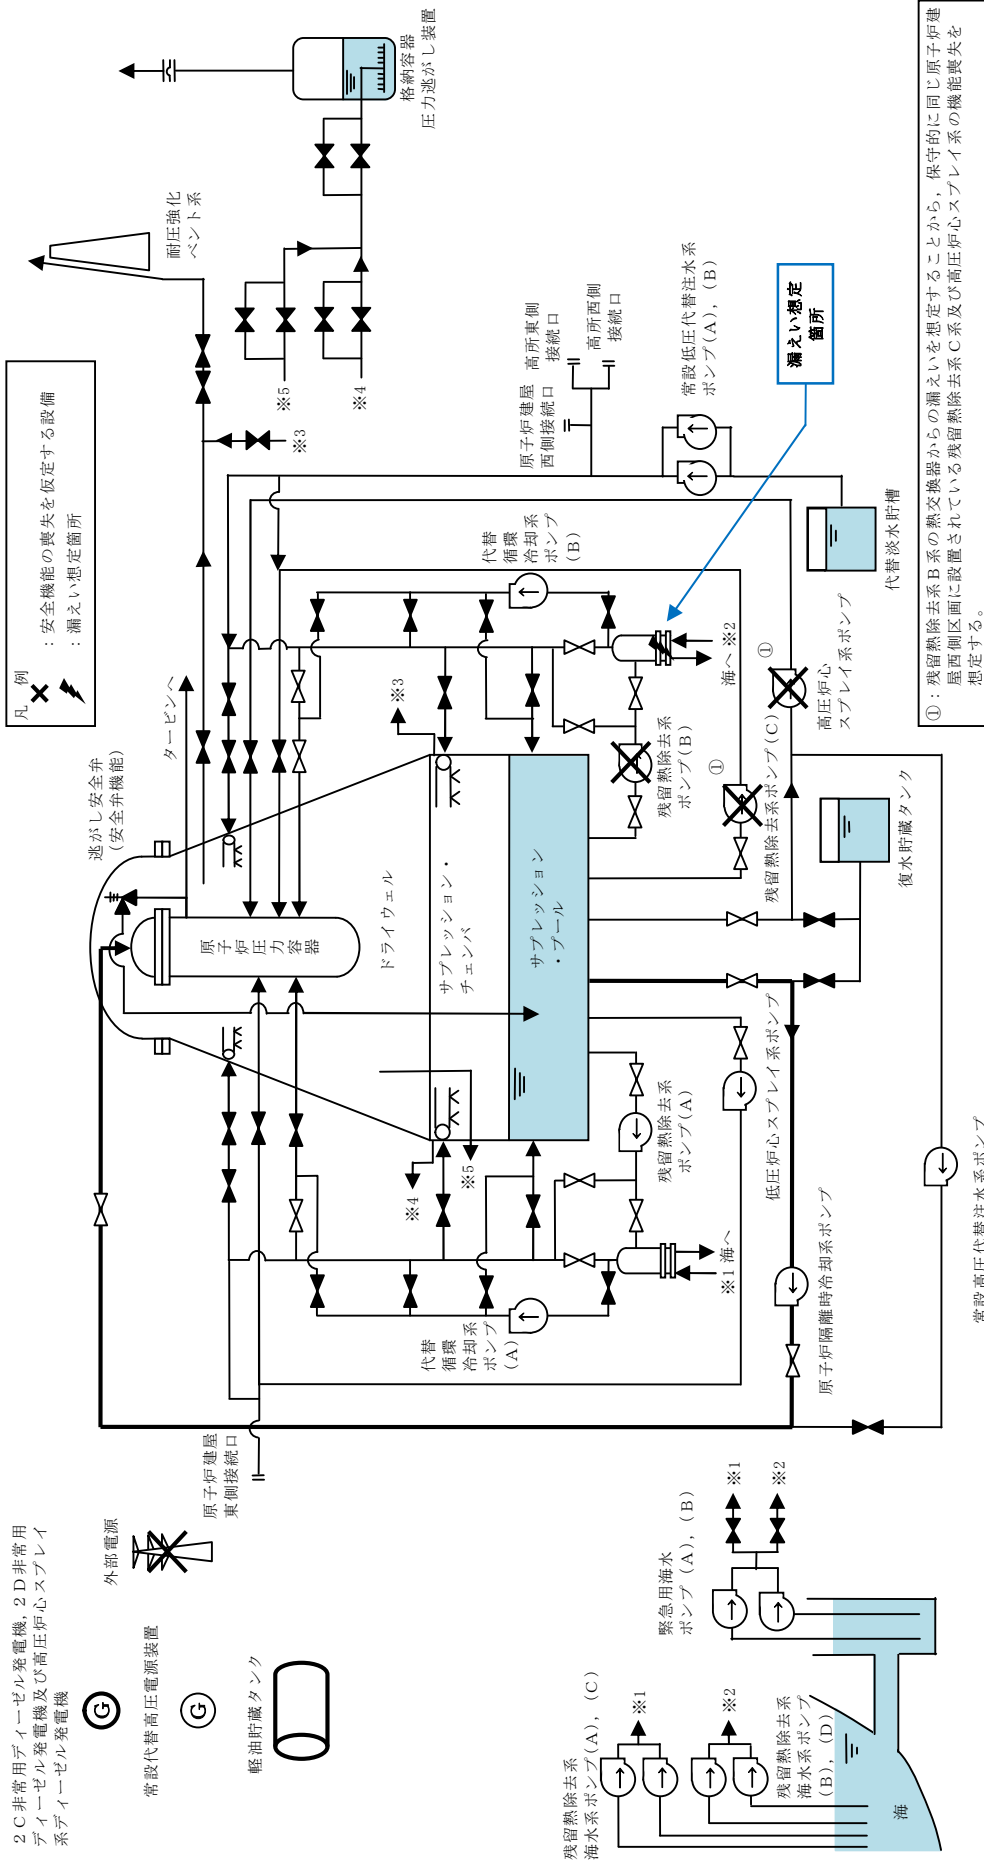 2C非常用ディーゼル発電機,2D非常用
ディーゼル発電機及び高圧炉心スプレイ
系ディーゼル発電機
G
常設代替高圧電源装置
G
軽油貯蔵タンク
外部電源
凡 例
:安全機能の喪失を仮定する設備
:漏えい想定箇所
原子炉建屋
東側接続口
逃がし安全弁
(安全弁機能)
タービンへ
耐圧強化
ベント系
格納容器
圧力逃がし装置
※3
※5
※4
原子炉建屋
西側接続口
高所東側
接続口
高所西側
接続口
常設低圧代替注水系
ポンプ(A),(B)
漏えい想定
箇所
代替淡水貯槽
原子炉圧力容器
ドライウェル
サプレッション・
チェンバ
サプレッション
・プール
※3
※4
※5
代替
循環
冷却系
ポンプ
(A)
代替
循環
冷却系
ポンプ
(B)
残留熱除去系
ポンプ(A)
残留熱除去系
ポンプ(B)
※1 海へ
海へ ※2
①
残留熱除去系ポンプ(C)
①
高圧炉心
スプレイ系ポンプ
低圧炉心スプレイ系ポンプ
原子炉隔離時冷却系ポンプ
復水貯蔵タンク
常設高圧代替注水系ポンプ
残留熱除去系
海水系ポンプ(A),(C)
※1
※2
残留熱除去系
海水系ポンプ
(B),(D)
緊急用海水
ポンプ(A),(B)
※1
※2
海
①:残留熱除去系B系の熱交換器からの漏えいを想定することから,保守的に同じ原子炉建
屋西側区画に設置されている残留熱除去系C系及び高圧炉心スプレイ系の機能喪失を
想定する。